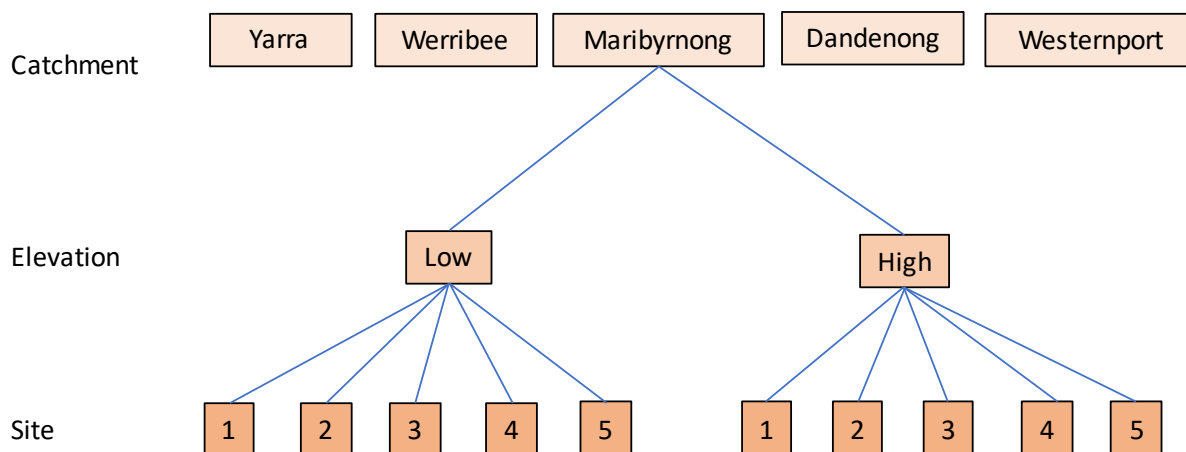 Catchment Yarra Werribee Maribyrnong Dandenong Westernport
Elevation Low High
Site 1 2 3 4 5 1 2 3 4 5